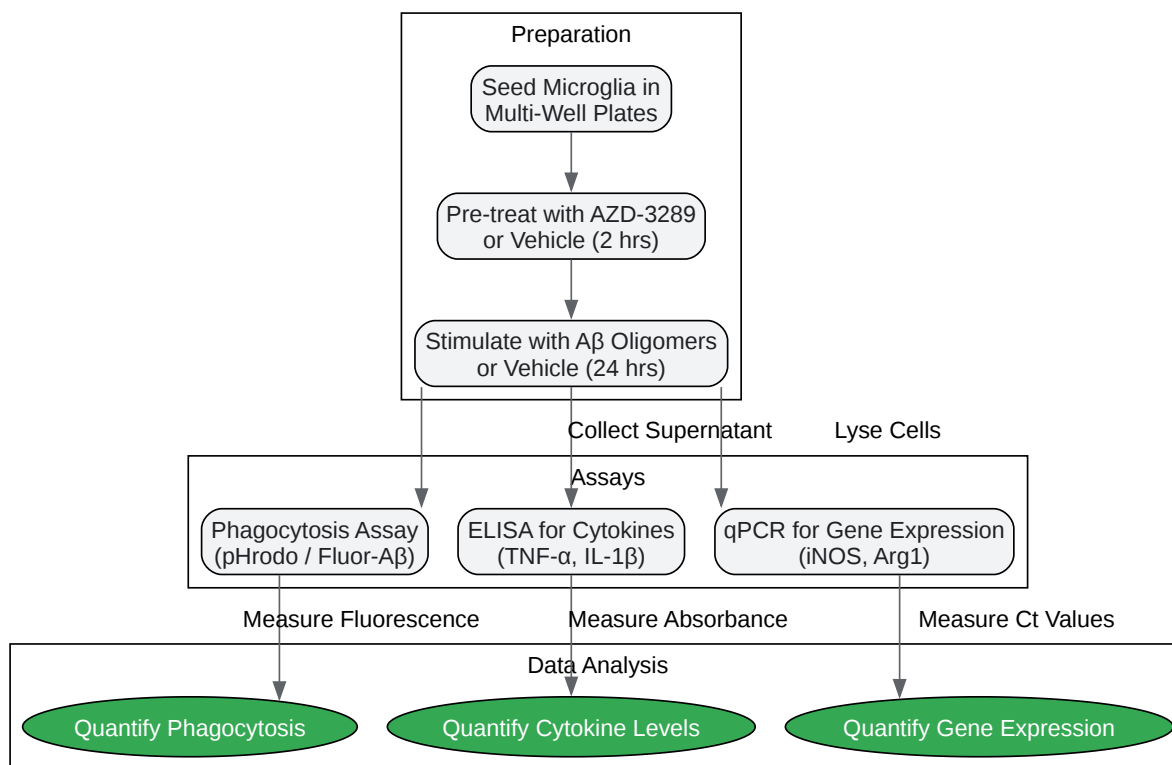 Preparation
Seed Microglia in
Multi-Well Plates
Pre-treat with AZD-3289
or Vehicle (2 hrs)
Stimulate with Aβ Oligomers
or Vehicle (24 hrs)
Collect Supernatant
Lyse Cells
Assays
Phagocytosis Assay
(pHrodo / Fluor-Aβ)
ELISA for Cytokines
(TNF-α, IL-1β)
qPCR for Gene Expression
(iNOS, Arg1)
Measure Fluorescence
Measure Absorbance
Measure Ct Values
Data Analysis
Quantify Phagocytosis
Quantify Cytokine Levels
Quantify Gene Expression